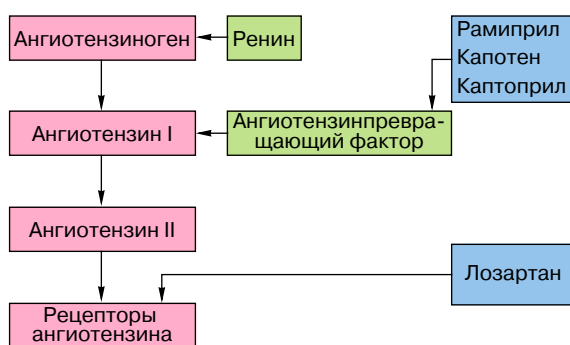 Ангиотензиноген
Ренин
Рамиприл
Капотен
Каптоприл
Ангиотензин I
Ангиотензинпревра-
щающий фактор
Ангиотензин II
Лозартан
Рецепторы
ангиотензина